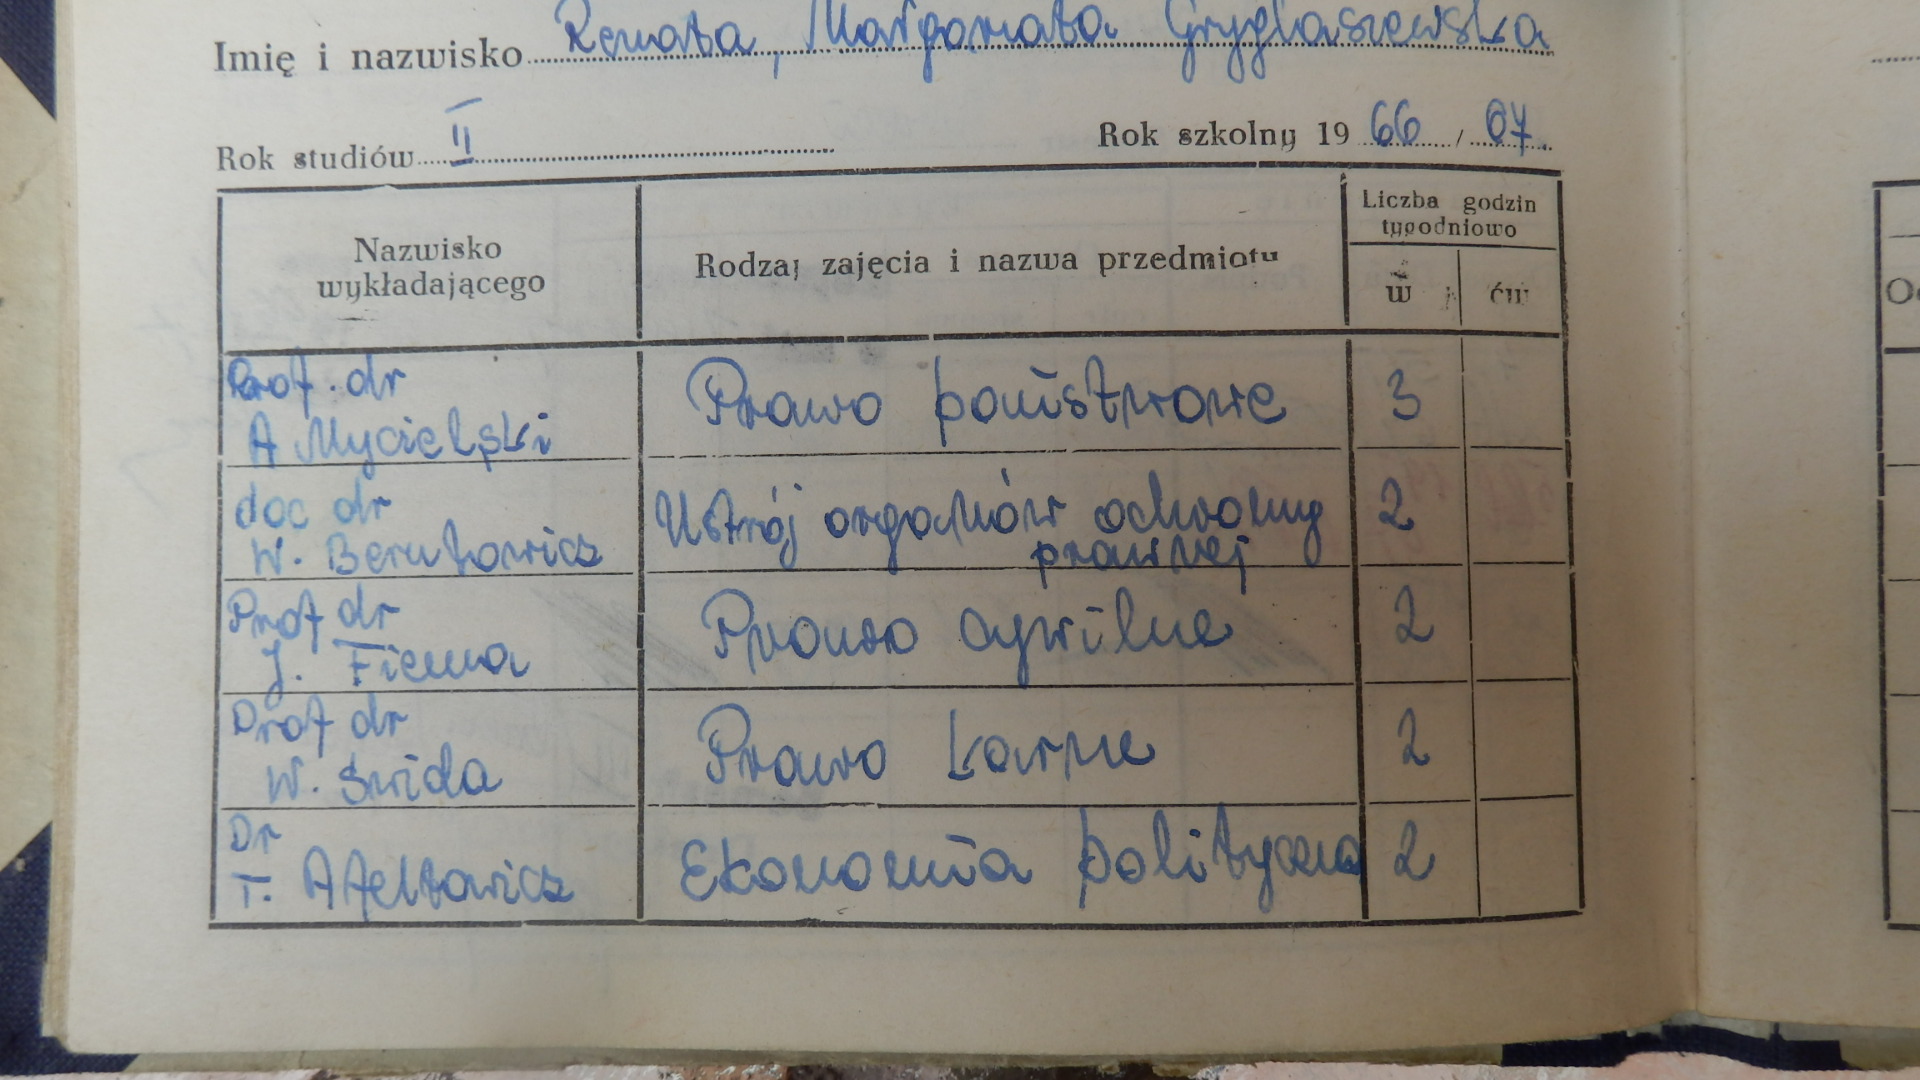 Imię i nazwisko Renata, Małgorzata Gryglaszewska
Rok studiów II Rok szkolny 19 66 / 67.
Nazwisko wykładającego
Rodzaj zajęcia i nazwa przedmiotu
Liczba godzin tygodniowo
w ćw
Prof. dr
A Mycielski Prawo państwowe 3
doc dr
W. Berutowicz Ustrój organów ochrony prawnej 2
Prof dr
J. Fiema Prawo cywilne 2
Prof dr
W. Świda Prawo karne 2
Dr
T. Afeltowicz Ekonomia polityczna 2